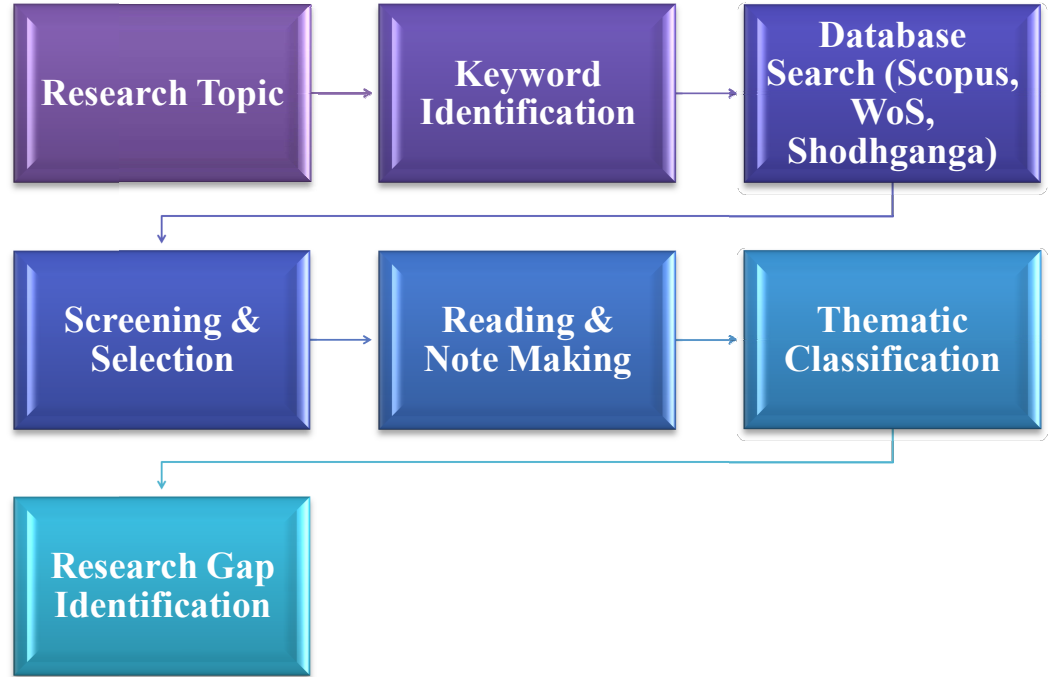 Research Topic
Keyword
Identification
Database
Search (Scopus,
WoS,
Shodhganga)
Screening &
Selection
Reading &
Note Making
Thematic
Classification
Research Gap
Identification